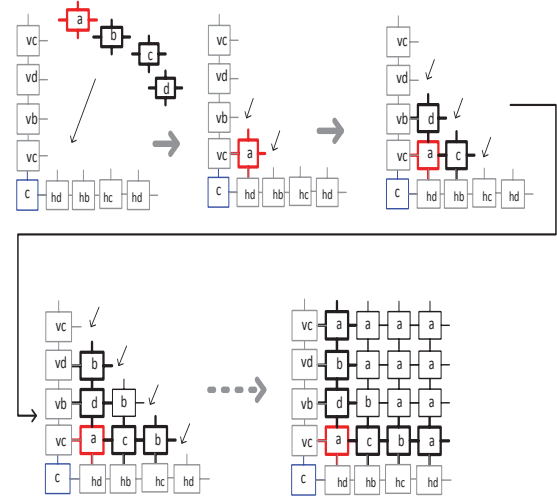 vc a b c d
vd
vb
vc
c hd hb hc hd
vc
vd
vb
vc a
c hd hb hc hd
vc
vd
vb d
vc a c
c hd hb hc hd
vc
vd b
vb d b
vc a c b
c hd hb hc hd
vc a a a a
vd b a a a
vb d b a a
vc a c b a
c hd hb hc hd